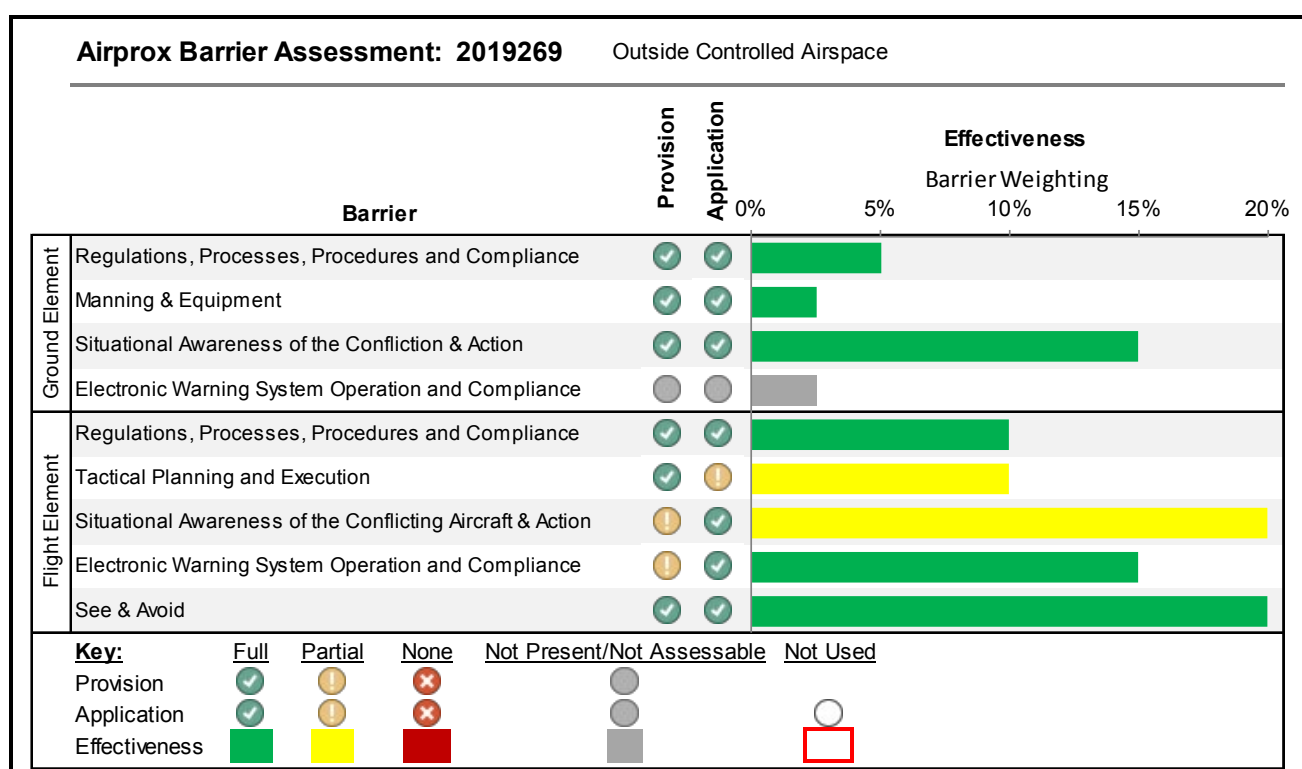 Airprox Barrier Assessment: 2019269 Outside Controlled Airspace
Barrier Provision Application Effectiveness
Barrier Weighting
0% 5% 10% 15% 20%
Ground Element
Regulations, Processes, Procedures and Compliance
Manning & Equipment
Situational Awareness of the Confliction & Action
Electronic Warning System Operation and Compliance
Flight Element
Regulations, Processes, Procedures and Compliance
Tactical Planning and Execution
Situational Awareness of the Conflicting Aircraft & Action
Electronic Warning System Operation and Compliance
See & Avoid
Key: Full Partial None Not Present/Not Assessable Not Used
Provision
Application
Effectiveness